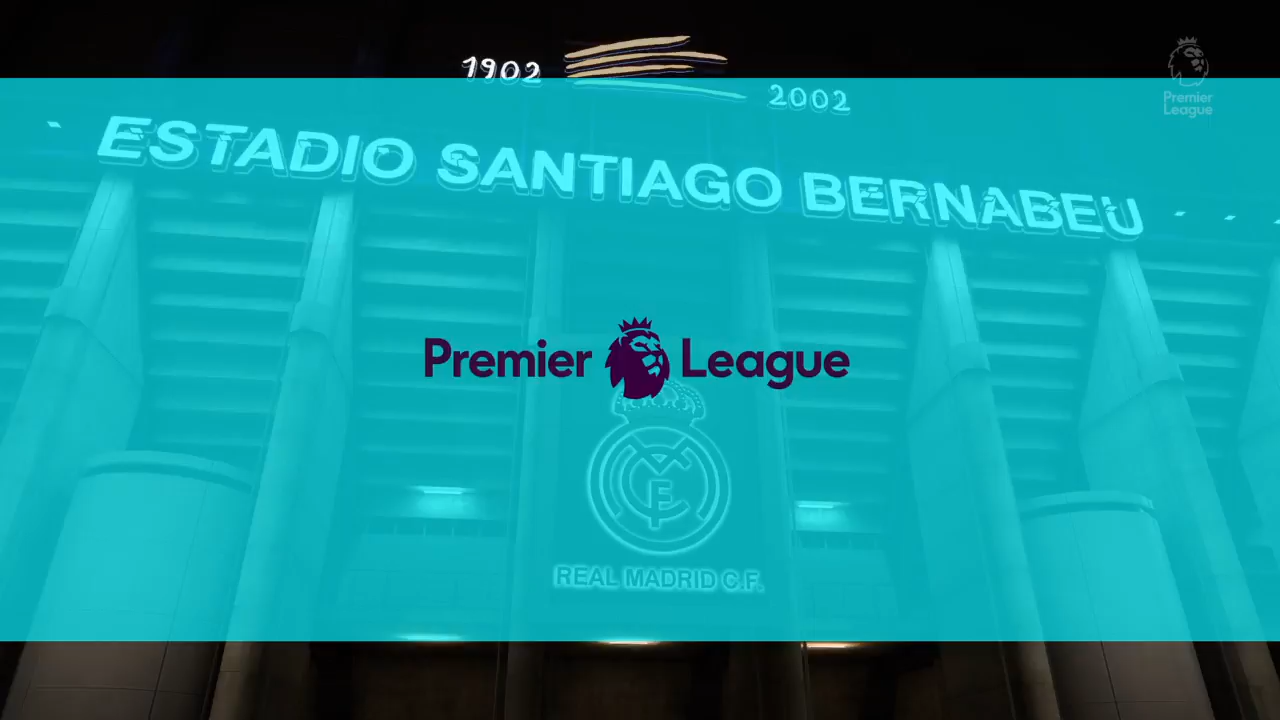 1902
2002
Premier
League
ESTADIO SANTIAGO BERNABEU
Premier League
REAL MADRID C.F.